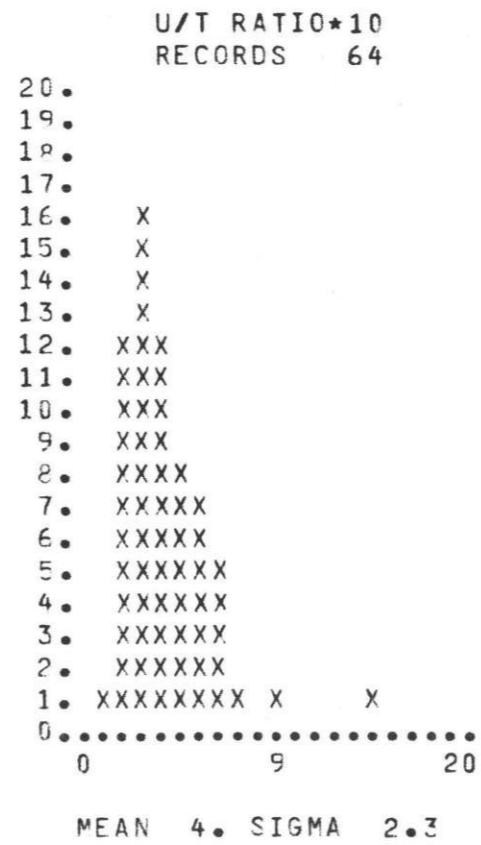 U/T RATIO*10
RECORDS 64
20.
19.
18.
17.
16. X
15. X
14. X
13. X
12. XXX
11. XXX
10. XXX
9. XXX
8. XXXX
7. XXXXX
6. XXXXX
5. XXXXXX
4. XXXXXX
3. XXXXXX
2. XXXXXX
1. XXXXXXXX X X
0......................
0 9 20
MEAN 4. SIGMA 2.3